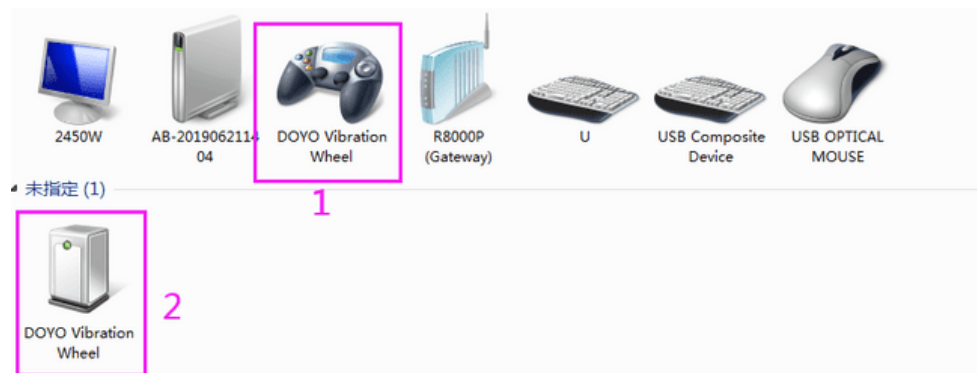 2450W
AB-2019062114
04
DOYO Vibration
Wheel
R8000P
(Gateway)
U
USB Composite
Device
USB OPTICAL
MOUSE
1
未指定 (1)
DOYO Vibration
Wheel
2